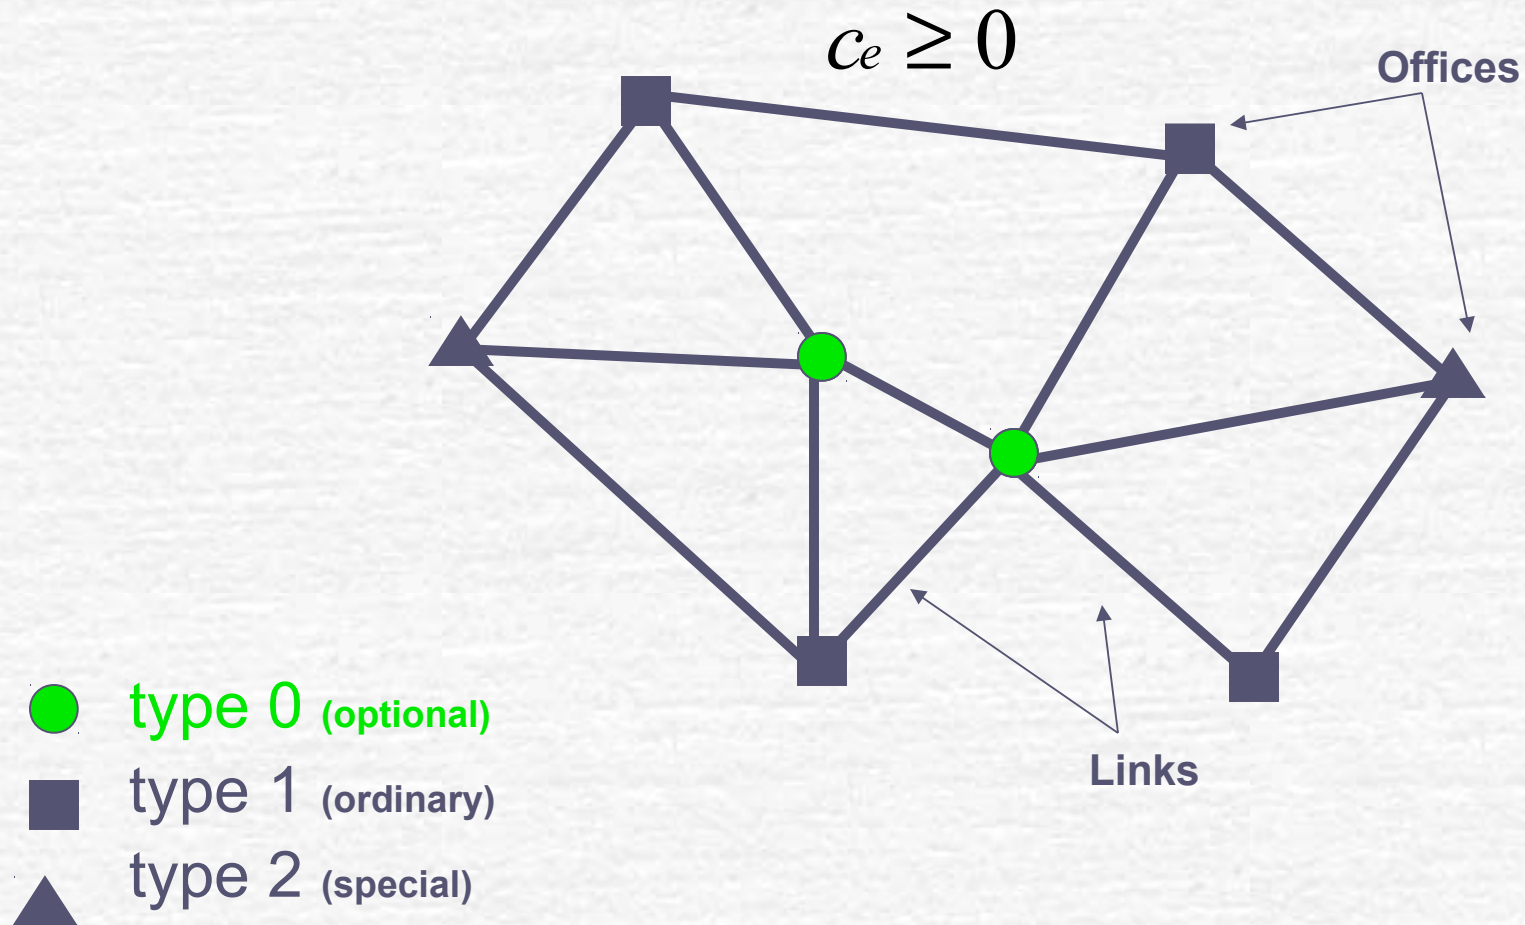 c_e ≥ 0
Offices
Links
type 0 (optional)
type 1 (ordinary)
type 2 (special)